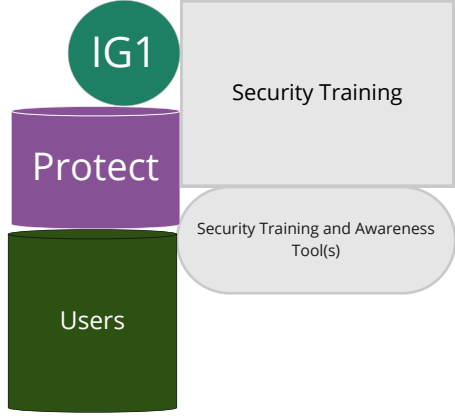 IG1
Security Training
Protect
Security Training and Awareness
Tool(s)
Users